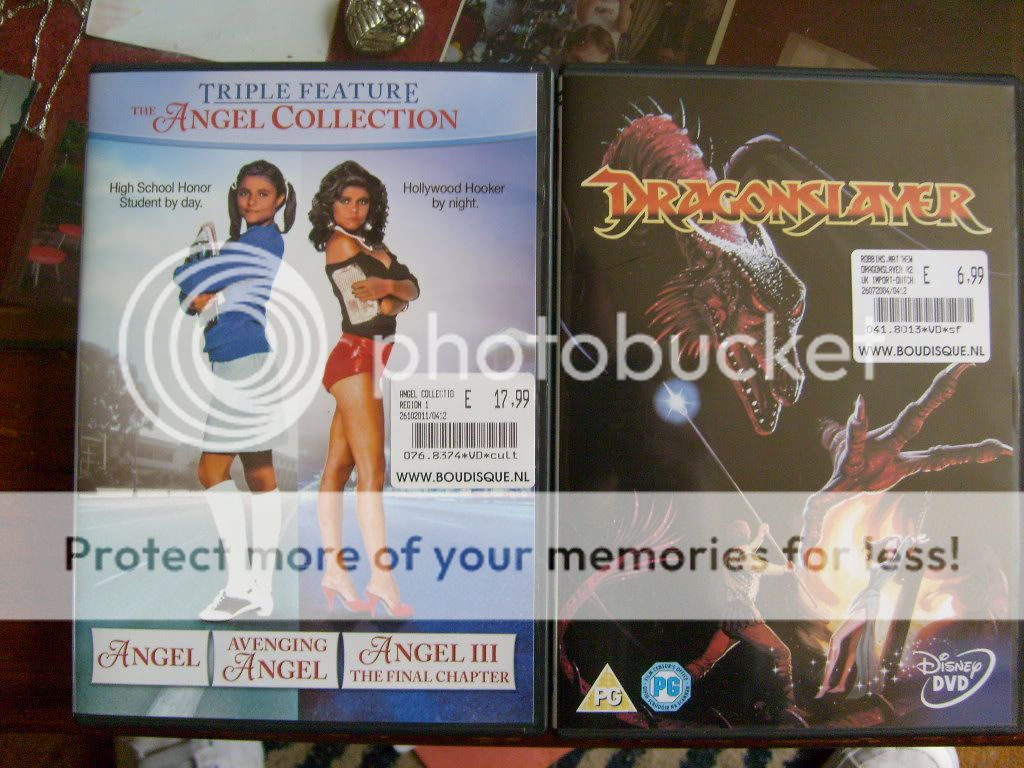 TRIPLE FEATURE
THE ANGEL COLLECTION
High School Honor
Student by day.
Hollywood Hooker
by night.
ANGEL COLLECTIO
REGION 1
E 17,99
26102011/0412
076.8374*VD*cult
WWW.BOUDISQUE.NL
ANGEL
AVENGING
ANGEL
ANGEL III
THE FINAL CHAPTER
DRAGONSLAYER
ROBBINS,MATTHEW
DRAGONSLAYER R2
UK IMPORT-DUTCH
E 6,99
26072004/0412
041.8013*VD*sf
WWW.BOUDISQUE.NL
PG
PG
DISNEY
DVD
photobucket
Protect more of your memories for less!